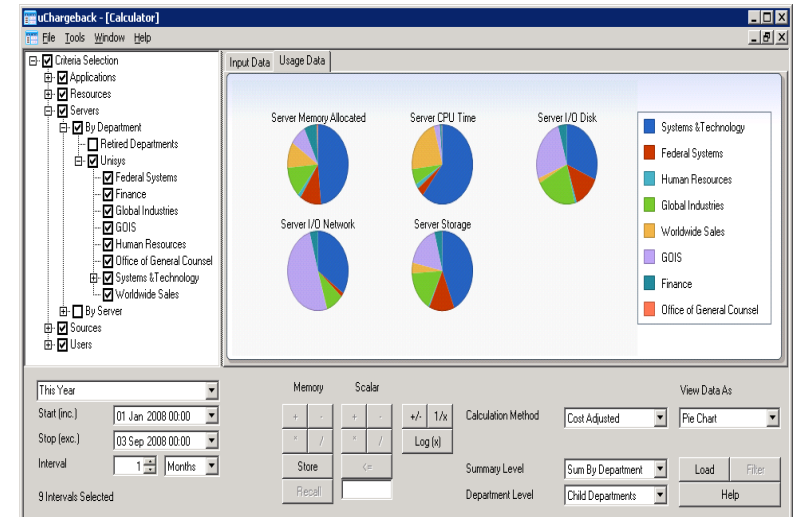 uChargeback - [Calculator]
File Tools Window Help
Criteria Selection
Applications
Resources
Servers
By Department
Retired Departments
Unisys
Federal Systems
Finance
Global Industries
GOIS
Human Resources
Office of General Counsel
Systems & Technology
Worldwide Sales
By Server
Sources
Users
Input Data Usage Data
Server Memory Allocated Server CPU Time Server I/O Disk
Server I/O Network Server Storage
Systems & Technology
Federal Systems
Human Resources
Global Industries
Worldwide Sales
GOIS
Finance
Office of General Counsel
This Year
Start (inc.) 01 Jan 2008 00:00
Stop (exc.) 03 Sep 2008 00:00
Interval 1 Months
9 Intervals Selected
Memory Scalar
+ - + - +/- 1/x
* / * / Log (x)
Store <=
Recall
Calculation Method Cost Adjusted
Summary Level Sum By Department
Department Level Child Departments
View Data As
Pie Chart
Load Filter
Help